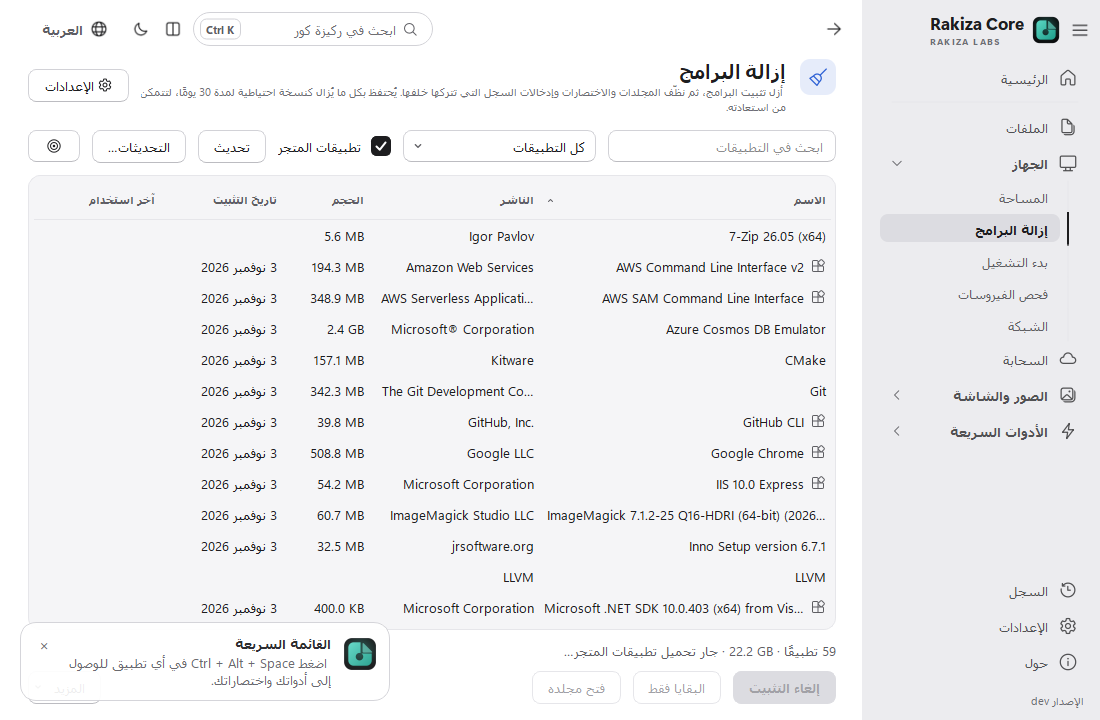 Rakiza Core
RAKIZA LABS
الرئيسية
الملفات
الجهاز
المساحة
إزالة البرامج
بدء التشغيل
فحص الفيروسات
الشبكة
السحابة
الصور والشاشة
الأدوات السريعة
السجل
الإعدادات
حول
الإصدار dev
ابحث في ركيزة كور Ctrl K
العربية
إزالة البرامج
أزل تثبيت البرامج، ثم نظّف المجلدات والاختصارات وإدخالات السجل التي تتركها خلفها. يُحتفظ بكل ما يُزال كنسخة احتياطية لمدة 30 يومًا، لتتمكن
من استعادته.
الإعدادات
ابحث في التطبيقات كل التطبيقات تطبيقات المتجر تحديث التحديثات...
الاسم الناشر الحجم تاريخ التثبيت آخر استخدام
7-Zip 26.05 (x64) Igor Pavlov 5.6 MB
AWS Command Line Interface v2 Amazon Web Services 194.3 MB 3 نوفمبر 2026
AWS SAM Command Line Interface AWS Serverless Applicati... 348.9 MB 3 نوفمبر 2026
Azure Cosmos DB Emulator Microsoft® Corporation 2.4 GB 3 نوفمبر 2026
CMake Kitware 157.1 MB 3 نوفمبر 2026
Git The Git Development Co... 342.3 MB 3 نوفمبر 2026
GitHub CLI GitHub, Inc. 39.8 MB 3 نوفمبر 2026
Google Chrome Google LLC 508.8 MB 3 نوفمبر 2026
IIS 10.0 Express Microsoft Corporation 54.2 MB 3 نوفمبر 2026
ImageMagick 7.1.2-25 Q16-HDRI (64-bit) (2026... ImageMagick Studio LLC 60.7 MB 3 نوفمبر 2026
Inno Setup version 6.7.1 jrsoftware.org 32.5 MB 3 نوفمبر 2026
LLVM LLVM
Microsoft .NET SDK 10.0.403 (x64) from Vis... Microsoft Corporation 400.0 KB 3 نوفمبر 2026
59 تطبيقًا · 22.2 GB · جار تحميل تطبيقات المتجر...
إلغاء التثبيت البقايا فقط فتح مجلده المزيد
القائمة السريعة
اضغط Ctrl + Alt + Space في أي تطبيق للوصول
إلى أدواتك واختصاراتك.